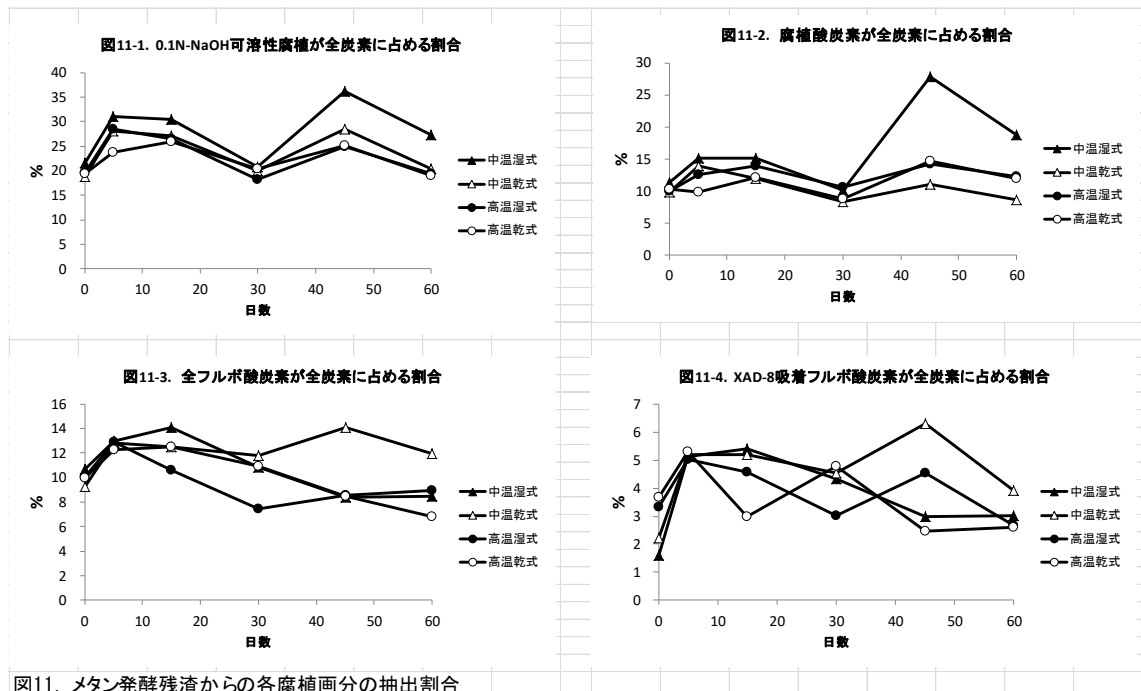 図11-1. 0.1N-NaOH可溶性腐植が全炭素に占める割合
40
35
30
25
20
15
10
5
0
%
0 10 20 30 40 50 60
日数
中温湿式
中温乾式
高温湿式
高温乾式
図11-2. 腐植酸炭素が全炭素に占める割合
30
25
20
15
10
5
0
%
0 10 20 30 40 50 60
日数
中温湿式
中温乾式
高温湿式
高温乾式
図11-3. 全フルボ酸炭素が全炭素に占める割合
16
14
12
10
8
6
4
2
0
%
0 10 20 30 40 50 60
日数
中温湿式
中温乾式
高温湿式
高温乾式
図11-4. XAD-8吸着フルボ酸炭素が全炭素に占める割合
7
6
5
4
3
2
1
0
%
0 10 20 30 40 50 60
日数
中温湿式
中温乾式
高温湿式
高温乾式
図11. メタン発酵残渣からの各腐植画分の抽出割合